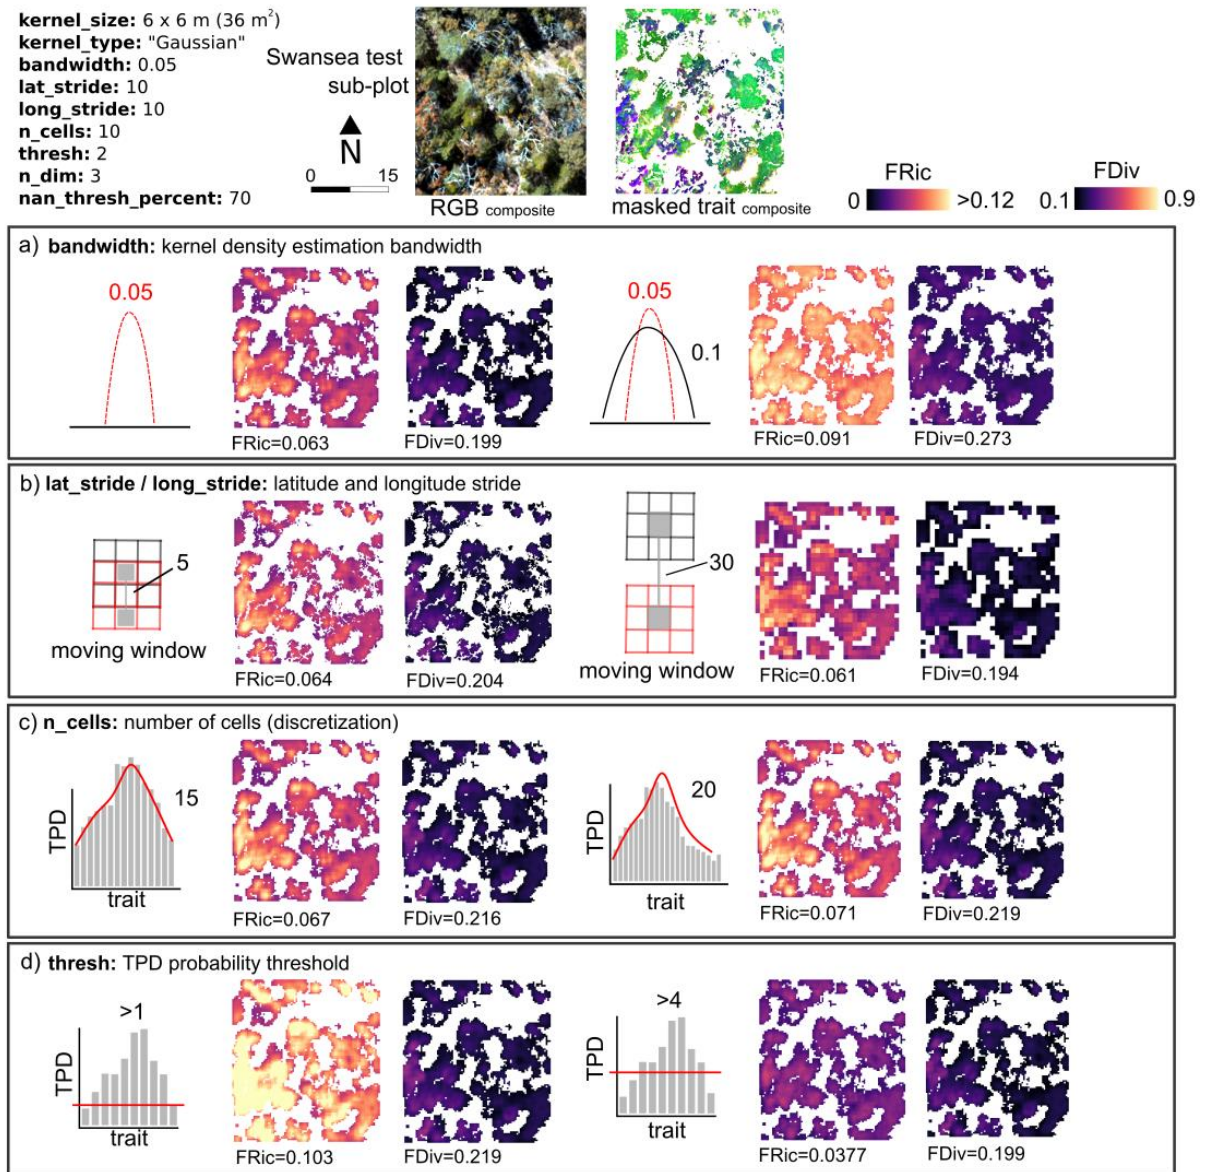 kernel_size: 6 x 6 m (36 m²)
kernel_type: "Gaussian"
bandwidth: 0.05
lat_stride: 10
long_stride: 10
n_cells: 10
thresh: 2
n_dim: 3
nan_thresh_percent: 70
Swansea test
sub-plot
N
0 15
RGB composite
masked trait composite
FRic
0 >0.12
FDiv
0.1 0.9
a) bandwidth: kernel density estimation bandwidth
0.05
FRic=0.063
FDiv=0.199
0.05
0.1
FRic=0.091
FDiv=0.273
b) lat_stride / long_stride: latitude and longitude stride
5
moving window
FRic=0.064
FDiv=0.204
30
moving window
FRic=0.061
FDiv=0.194
c) n_cells: number of cells (discretization)
TPD
15
trait
FRic=0.067
FDiv=0.216
TPD
20
trait
FRic=0.071
FDiv=0.219
d) thresh: TPD probability threshold
>1
TPD
trait
FRic=0.103
FDiv=0.219
>4
TPD
trait
FRic=0.0377
FDiv=0.199